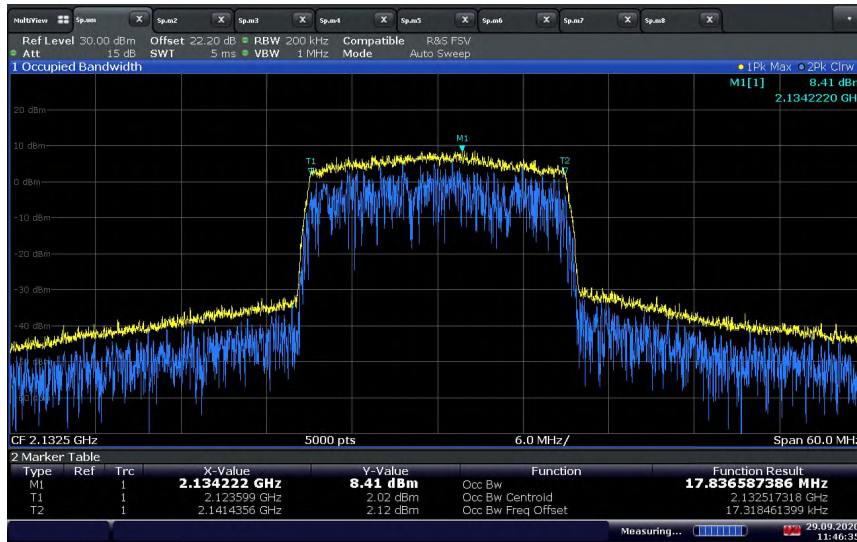 MultiView Sp.em X Sp.m2 X Sp.m3 X Sp.m4 X Sp.m5 X Sp.m6 X Sp.m7 X Sp.m8 X
Ref Level 30.00 dBm Offset 22.20 dB RBW 200 kHz Compatible R&S FSV
Att 15 dB SWT 5 ms VBW 1 MHz Mode Auto Sweep
1 Occupied Bandwidth 1Pk Max 2Pk Clrw
M1[1] 8.41 dBm
2.1342220 GH
20 dBm
10 dBm
M1
T1
T2
0 dBm
-10 dBm
-20 dBm
-30 dBm
-40 dBm
CF 2.1325 GHz 5000 pts 6.0 MHz/ Span 60.0 MHz
2 Marker Table
Type Ref Trc X-Value Y-Value Function Function Result
M1 1 2.134222 GHz 8.41 dBm Occ Bw 17.836587386 MHz
T1 1 2.123599 GHz 2.02 dBm Occ Bw Centroid 2.132517318 GHz
T2 1 2.1414356 GHz 2.12 dBm Occ Bw Freq Offset 17.318461399 kHz
Measuring... 29.09.2020
11:46:35